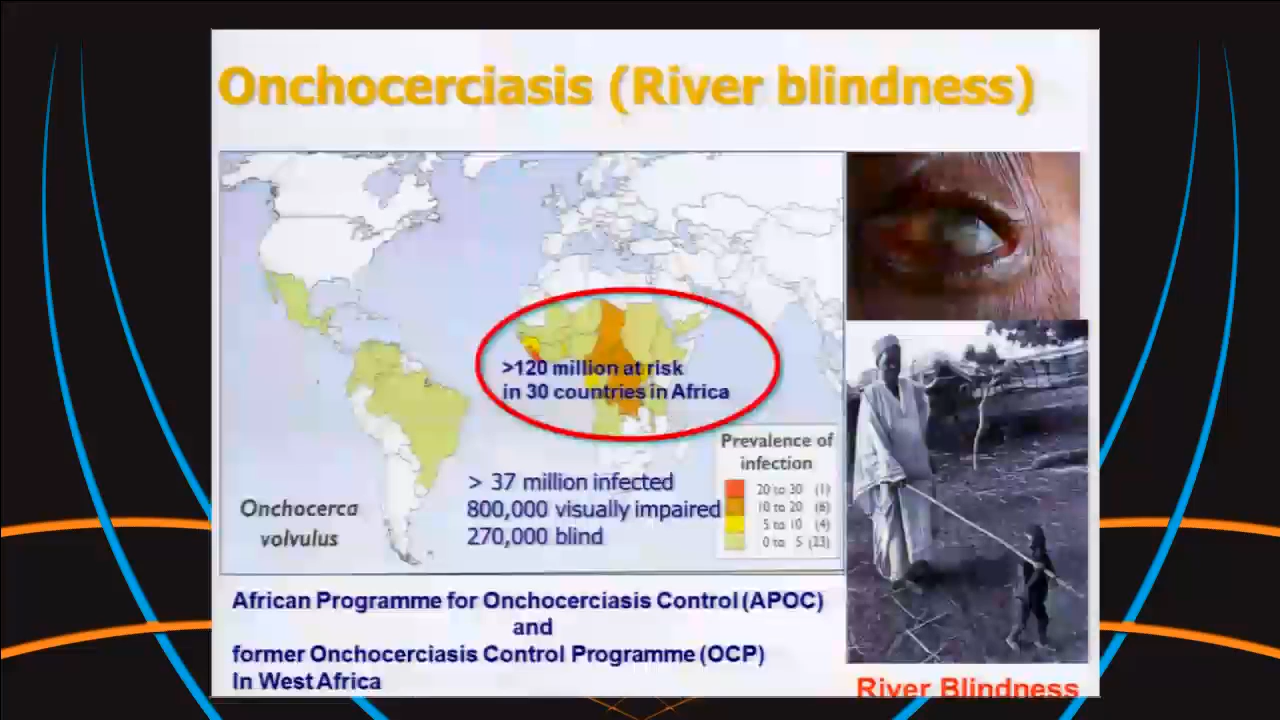 Onchocerciasis (River blindness)
>120 million at risk
in 30 countries in Africa
Prevalence of
infection
20 to 30 (1)
10 to 20 (6)
5 to 10 (4)
0 to 5 (23)
> 37 million infected
800,000 visually impaired
270,000 blind
Onchocerca
volvulus
African Programme for Onchocerciasis Control (APOC)
and
former Onchocerciasis Control Programme (OCP)
In West Africa
River Blindness